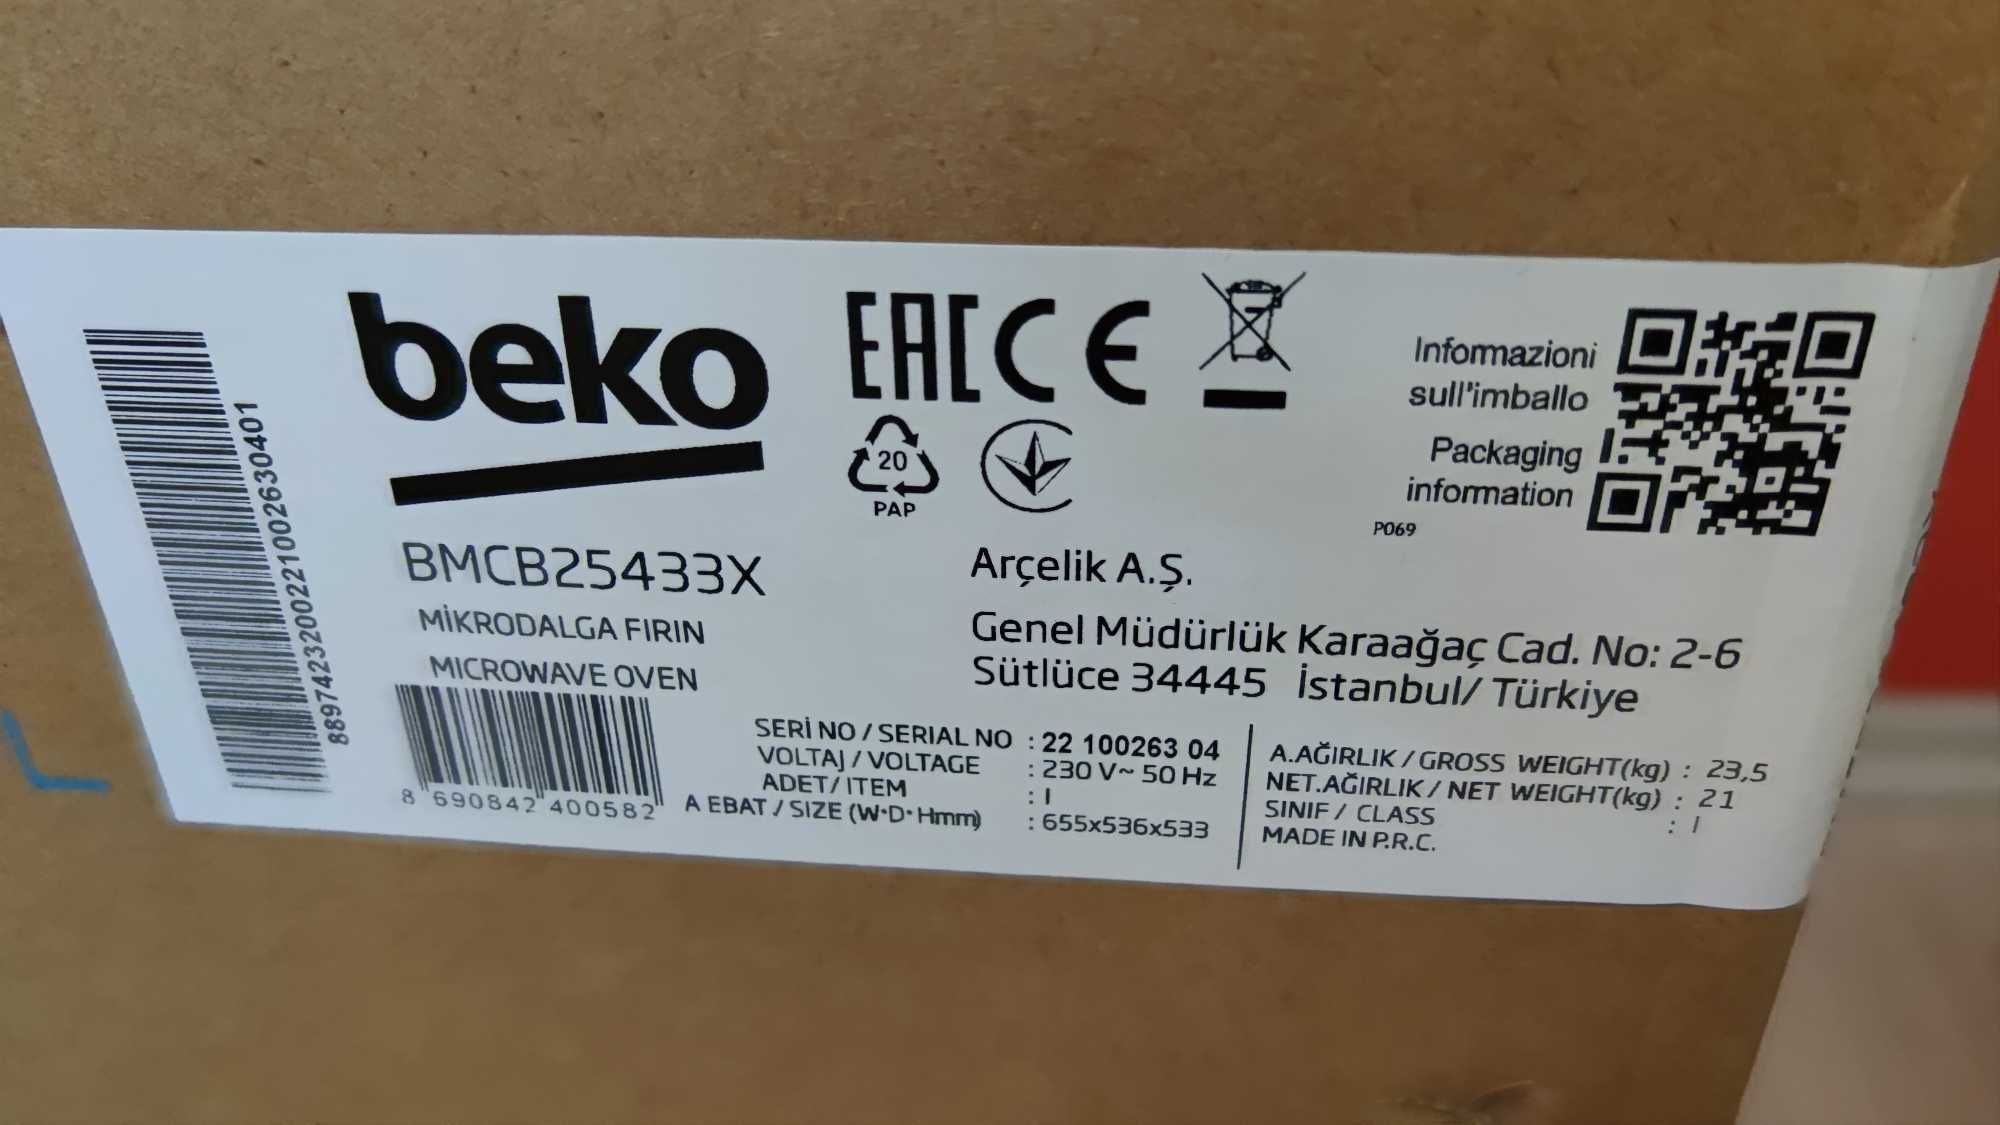 8897423200221002630401
beko
EAC CE
20
PAP
Informazioni
sull'imballo
Packaging
information
P069
BMCB25433X
MİKRODALGA FIRIN
MICROWAVE OVEN
8 690842 400582
Arçelik A.Ş.
Genel Müdürlük Karaağaç Cad. No: 2-6
Sütlüce 34445 İstanbul/ Türkiye
SERİ NO / SERIAL NO : 22 100263 04
VOLTAJ / VOLTAGE : 230 V~ 50 Hz
ADET/ ITEM : 1
A EBAT / SIZE (W*D*Hmm) : 655x536x533
A.AĞIRLIK / GROSS WEIGHT(kg) : 23,5
NET.AĞIRLIK / NET WEIGHT(kg) : 21
SINIF / CLASS : I
MADE IN P.R.C.